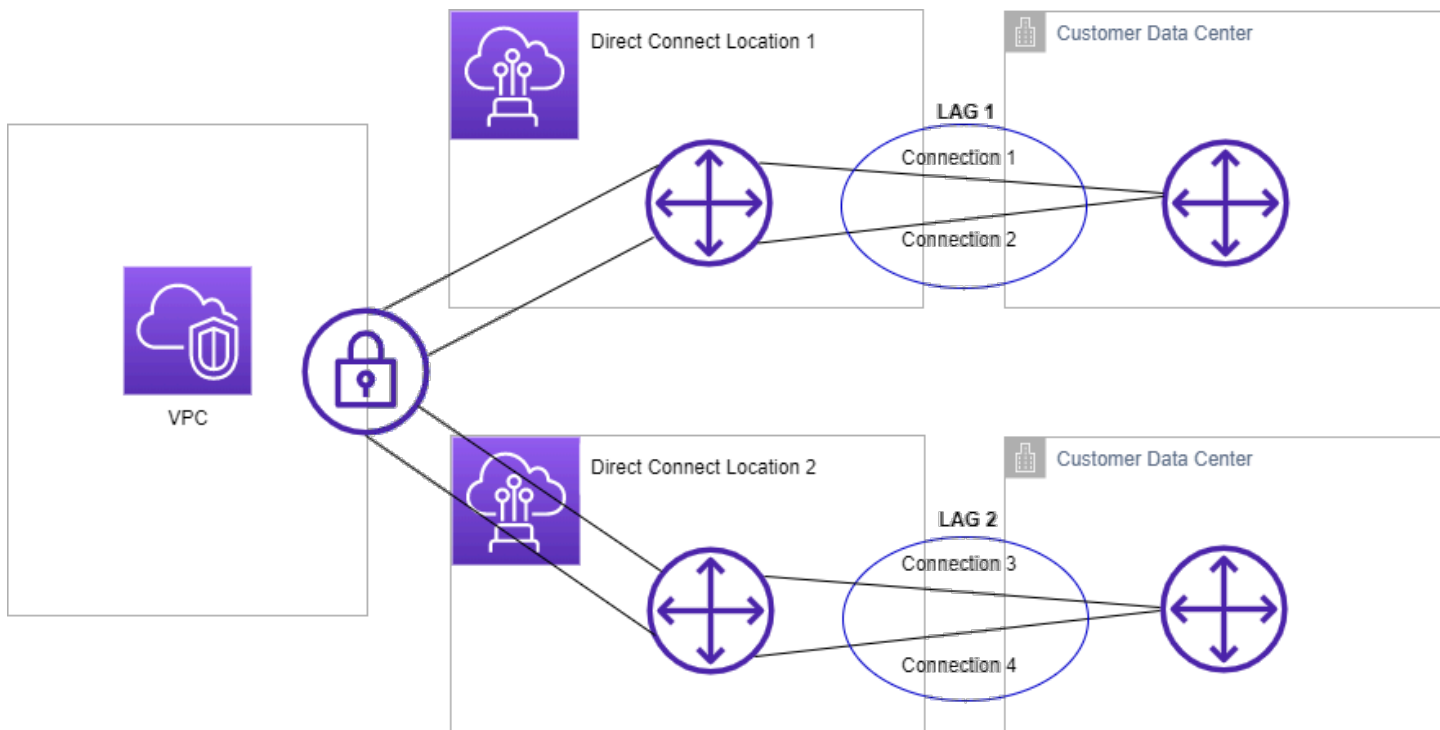 Direct Connect Location 1
Customer Data Center
LAG 1
Connection 1
Connection 2
VPC
Direct Connect Location 2
Customer Data Center
LAG 2
Connection 3
Connection 4